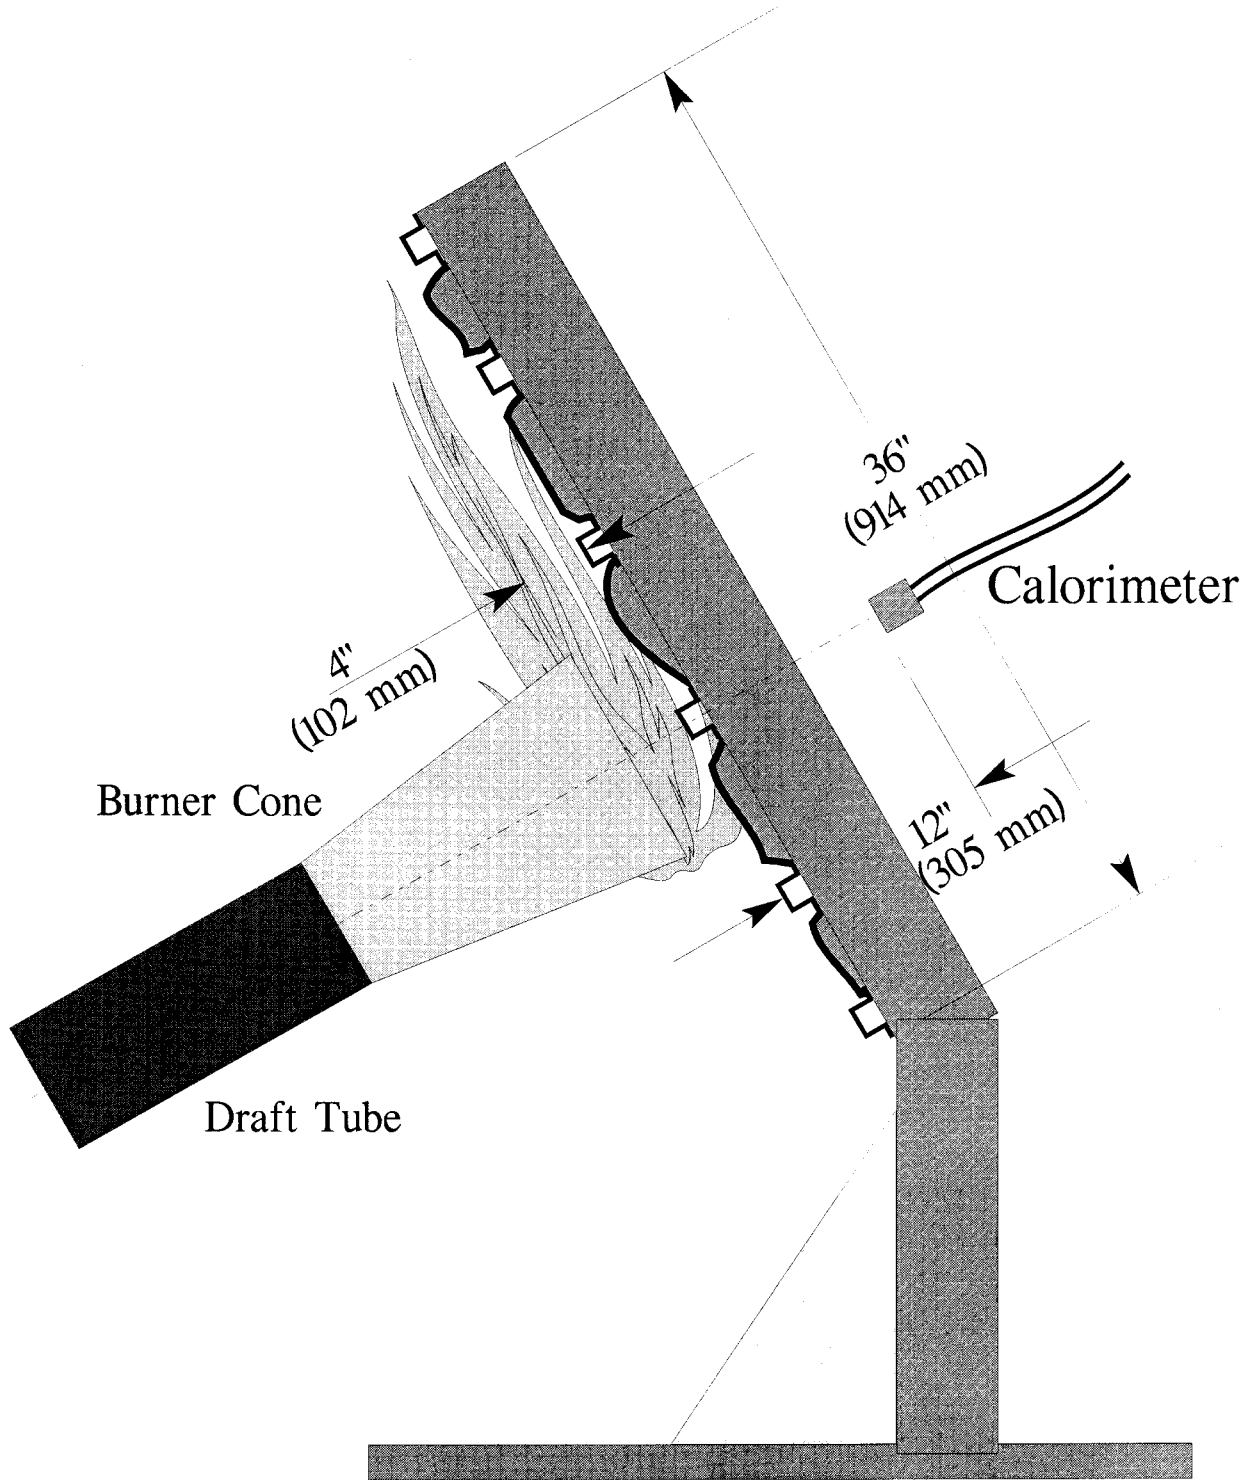 36"
(914 mm)
Calorimeter
4"
(102 mm)
Burner Cone
12"
(305 mm)
Draft Tube